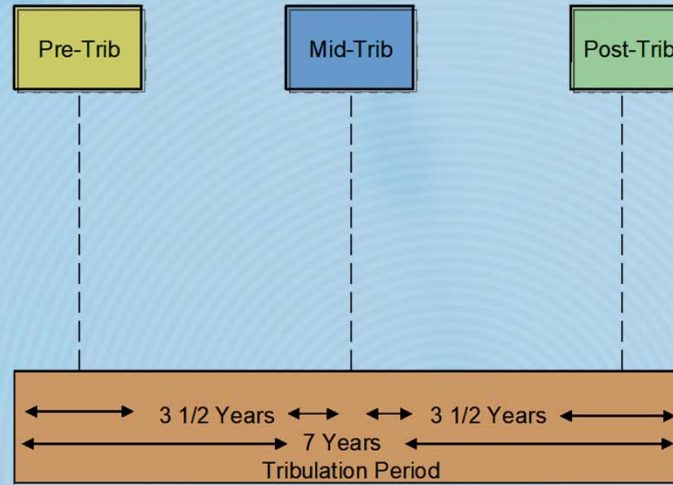 Pre-Trib
Mid-Trib
Post-Trib
3 1/2 Years
3 1/2 Years
7 Years
Tribulation Period